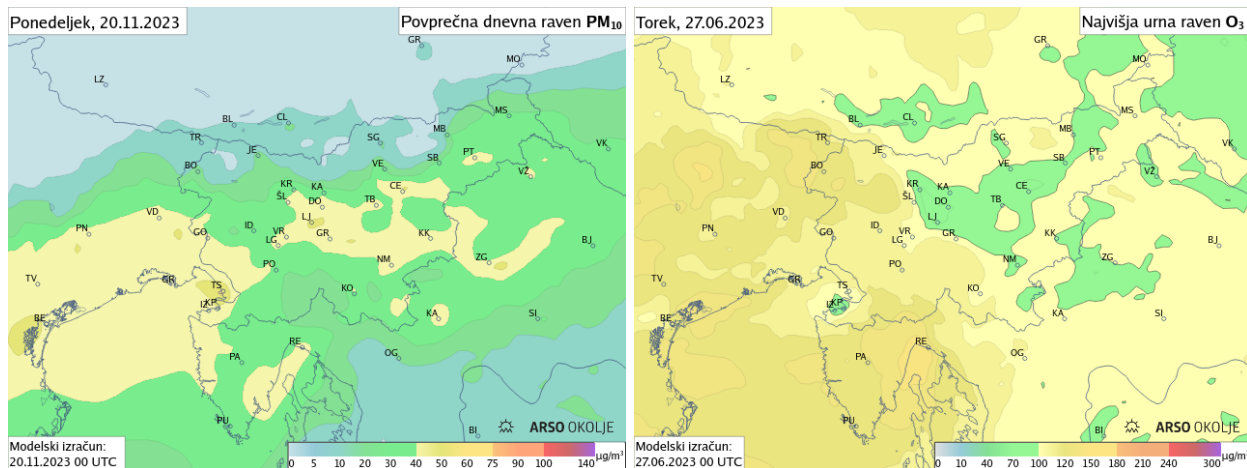 Ponedeljek, 20.11.2023
Povprečna dnevna raven PM₁₀
GR
MO
LZ
BL
CL
MS
TR
SG
MB
VK
JE
BO
VE
SB
PT
VŽ
KR
KA
CE
ŠL
DO
TB
LJ
VD
PN
GO
ID
VR
GR
KK
BJ
LG
PO
NM
ZG
TV
GR
TS
KO
KP
IZ
BE
KA
SI
RE
PA
OG
PU
BI
ARSO OKOLJE
Modelski izračun:
20.11.2023 00 UTC
0 5 10 20 30 40 50 60 75 100 140 µg/m³
Torek, 27.06.2023
Najvišja urna raven O₃
GR
MO
LZ
BL
CL
MS
TR
SG
MB
VK
JE
BO
VE
SB
PT
VŽ
KR
KA
CE
ŠL
DO
TB
LJ
VD
PN
GO
ID
VR
GR
KK
BJ
LG
PO
NM
ZG
TV
GR
TS
KO
KP
IZ
BE
KA
SI
RE
PA
OG
PU
BI
ARSO OKOLJE
Modelski izračun:
27.06.2023 00 UTC
0 10 40 70 100 120 160 180 210 240 300 µg/m